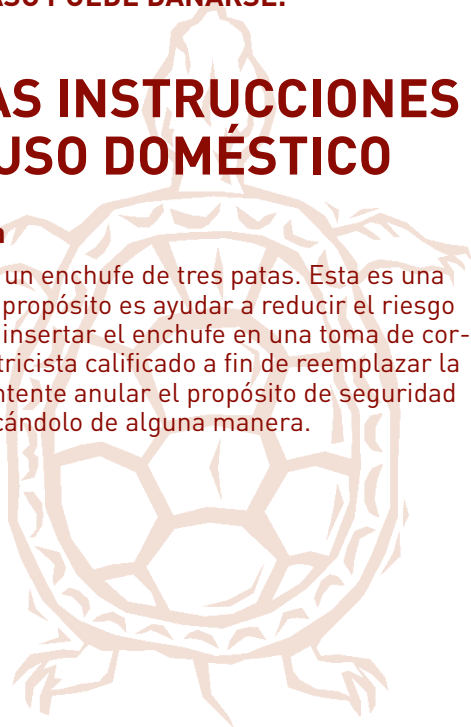 PUEDE DAÑARSE.
AS INSTRUCCIONES
USO DOMÉSTICO
un enchufe de tres patas. Esta es una
propósito es ayudar a reducir el riesgo
insertar el enchufe en una toma de cor-
tricista calificado a fin de reemplazar la
ntente anular el propósito de seguridad
cándolo de alguna manera.